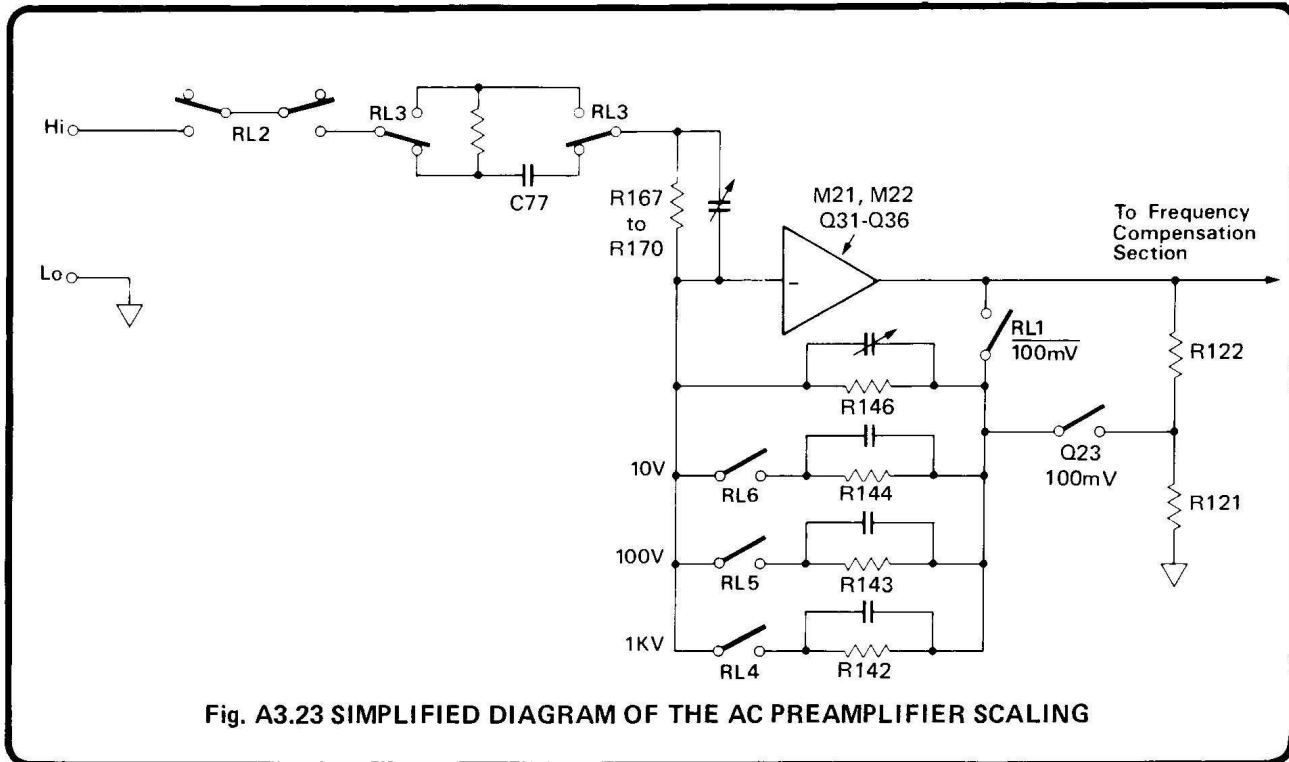 RL3
RL3
Hi
RL2
C77
R167
to
R170
M21, M22
Q31-Q36
To Frequency
Compensation
Section
Lo
-
RL1
100mV
R122
R146
Q23
100mV
10V
RL6
R144
R121
100V
RL5
R143
1KV
RL4
R142
Fig. A3.23 SIMPLIFIED DIAGRAM OF THE AC PREAMPLIFIER SCALING